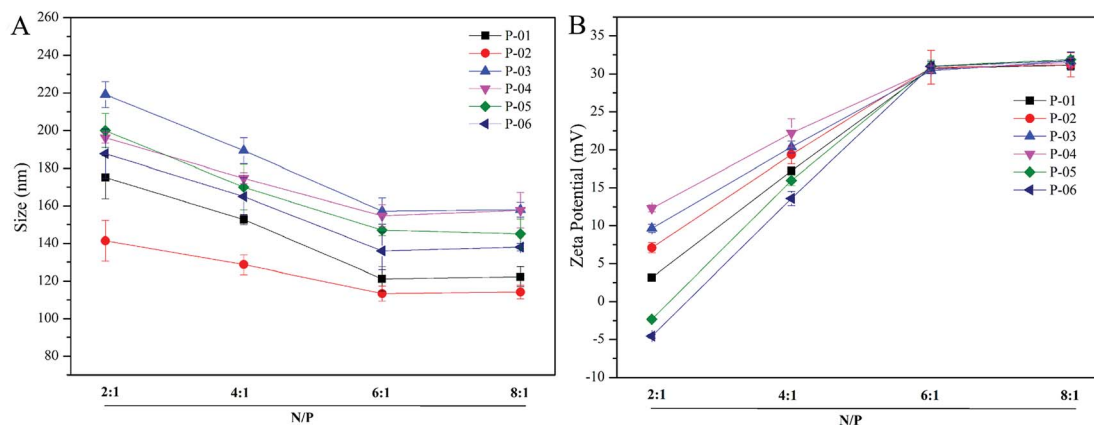 A
260
240
220
200
180
160
140
120
100
80
Size (nm)
P-01
P-02
P-03
P-04
P-05
P-06
2:1 4:1 6:1 8:1
N/P
B
35
30
25
20
15
10
5
0
-5
-10
Zeta Potential (mV)
P-01
P-02
P-03
P-04
P-05
P-06
2:1 4:1 6:1 8:1
N/P